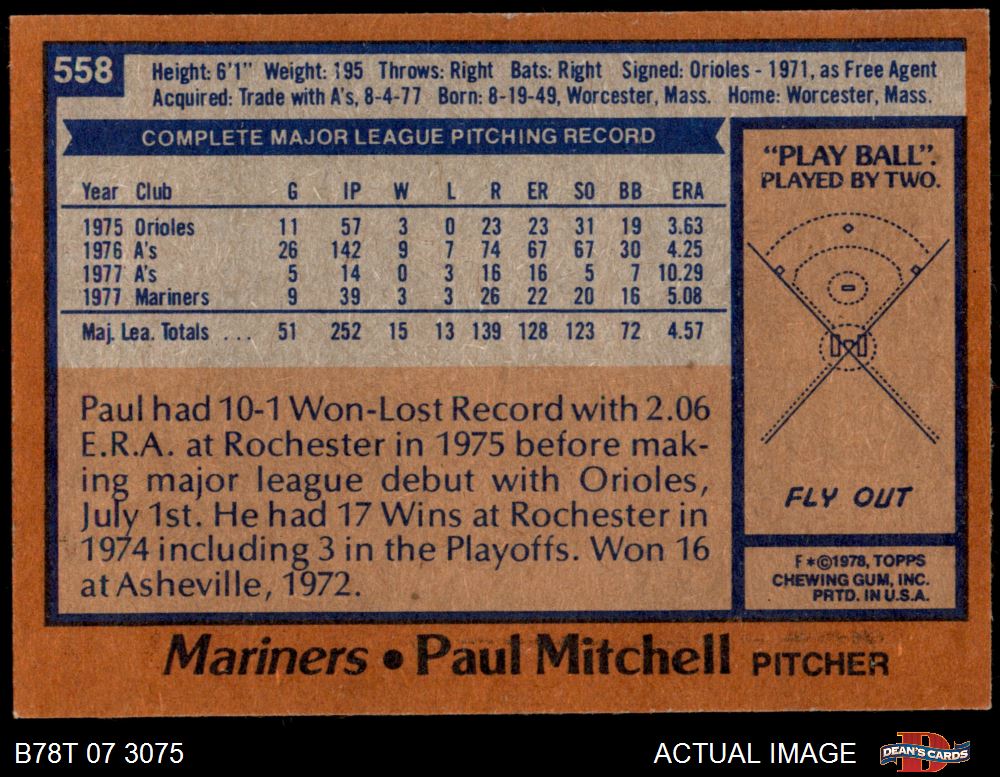 558
Height: 6'1" Weight: 195 Throws: Right Bats: Right Signed: Orioles - 1971, as Free Agent
Acquired: Trade with A's, 8-4-77 Born: 8-19-49, Worcester, Mass. Home: Worcester, Mass.
COMPLETE MAJOR LEAGUE PITCHING RECORD
Year Club G IP W L R ER SO BB ERA
1975 Orioles 11 57 3 0 23 23 31 19 3.63
1976 A's 26 142 9 7 74 67 67 30 4.25
1977 A's 5 14 0 3 16 16 5 7 10.29
1977 Mariners 9 39 3 3 26 22 20 16 5.08
Maj. Lea. Totals . . . 51 252 15 13 139 128 123 72 4.57
Paul had 10-1 Won-Lost Record with 2.06
E.R.A. at Rochester in 1975 before mak-
ing major league debut with Orioles,
July 1st. He had 17 Wins at Rochester in
1974 including 3 in the Playoffs. Won 16
at Asheville, 1972.
"PLAY BALL".
PLAYED BY TWO.
FLY OUT
F*©1978, TOPPS
CHEWING GUM, INC.
PRTD. IN U.S.A.
Mariners • Paul Mitchell PITCHER
B78T 07 3075
ACTUAL IMAGE
DEAN'S CARDS